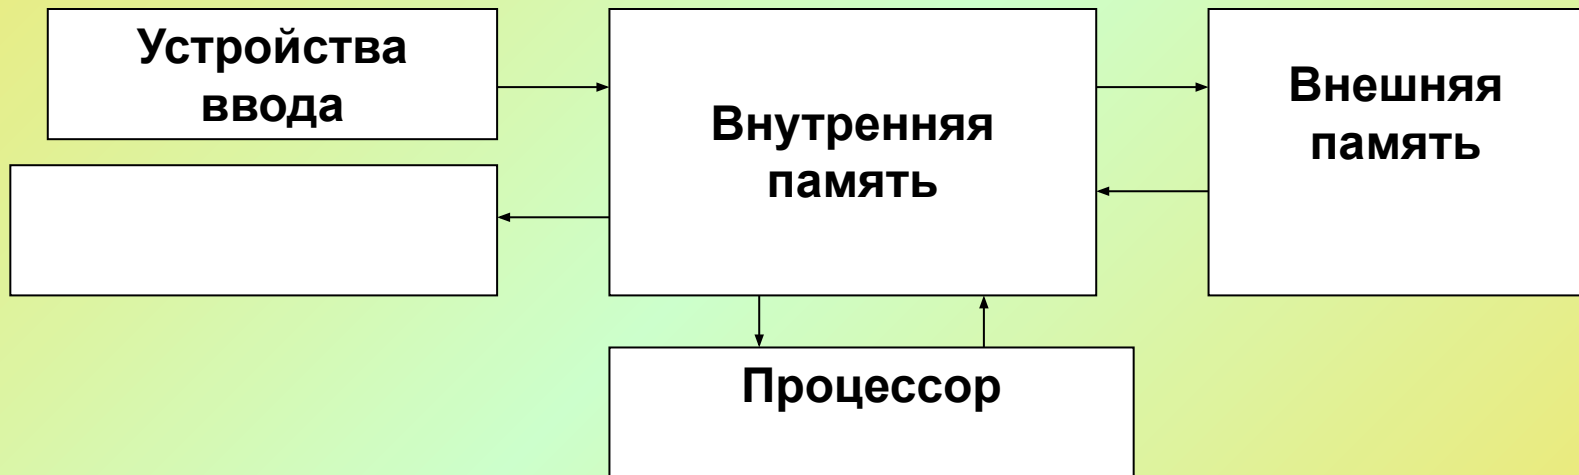 Устройства
ввода
Внутренняя
память
Внешняя
память
Процессор